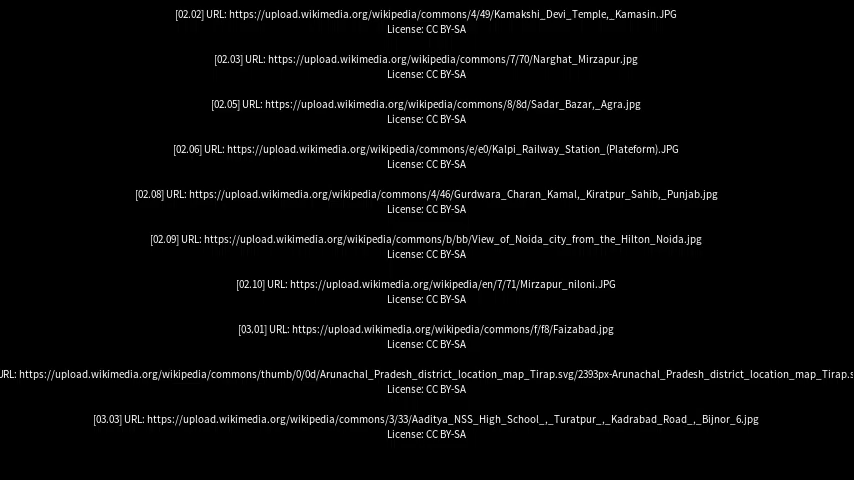 [02.02] URL: https://upload.wikimedia.org/wikipedia/commons/4/49/Kamakshi_Devi_Temple,_Kamasin.JPG
License: CC BY-SA
[02.03] URL: https://upload.wikimedia.org/wikipedia/commons/7/70/Narghat_Mirzapur.jpg
License: CC BY-SA
[02.05] URL: https://upload.wikimedia.org/wikipedia/commons/8/8d/Sadar_Bazar,_Agra.jpg
License: CC BY-SA
[02.06] URL: https://upload.wikimedia.org/wikipedia/commons/e/e0/Kalpi_Railway_Station_(Plateform).JPG
License: CC BY-SA
[02.08] URL: https://upload.wikimedia.org/wikipedia/commons/4/46/Gurdwara_Charan_Kamal,_Kiratpur_Sahib,_Punjab.jpg
License: CC BY-SA
[02.09] URL: https://upload.wikimedia.org/wikipedia/commons/b/bb/View_of_Noida_city_from_the_Hilton_Noida.jpg
License: CC BY-SA
[02.10] URL: https://upload.wikimedia.org/wikipedia/en/7/71/Mirzapur_niloni.JPG
License: CC BY-SA
[03.01] URL: https://upload.wikimedia.org/wikipedia/commons/f/f8/Faizabad.jpg
License: CC BY-SA
RL: https://upload.wikimedia.org/wikipedia/commons/thumb/0/0d/Arunachal_Pradesh_district_location_map_Tirap.svg/2393px-Arunachal_Pradesh_district_location_map_Tirap.s
License: CC BY-SA
[03.03] URL: https://upload.wikimedia.org/wikipedia/commons/3/33/Aaditya_NSS_High_School_,_Turatpur_,_Kadrabad_Road_,_Bijnor_6.jpg
License: CC BY-SA